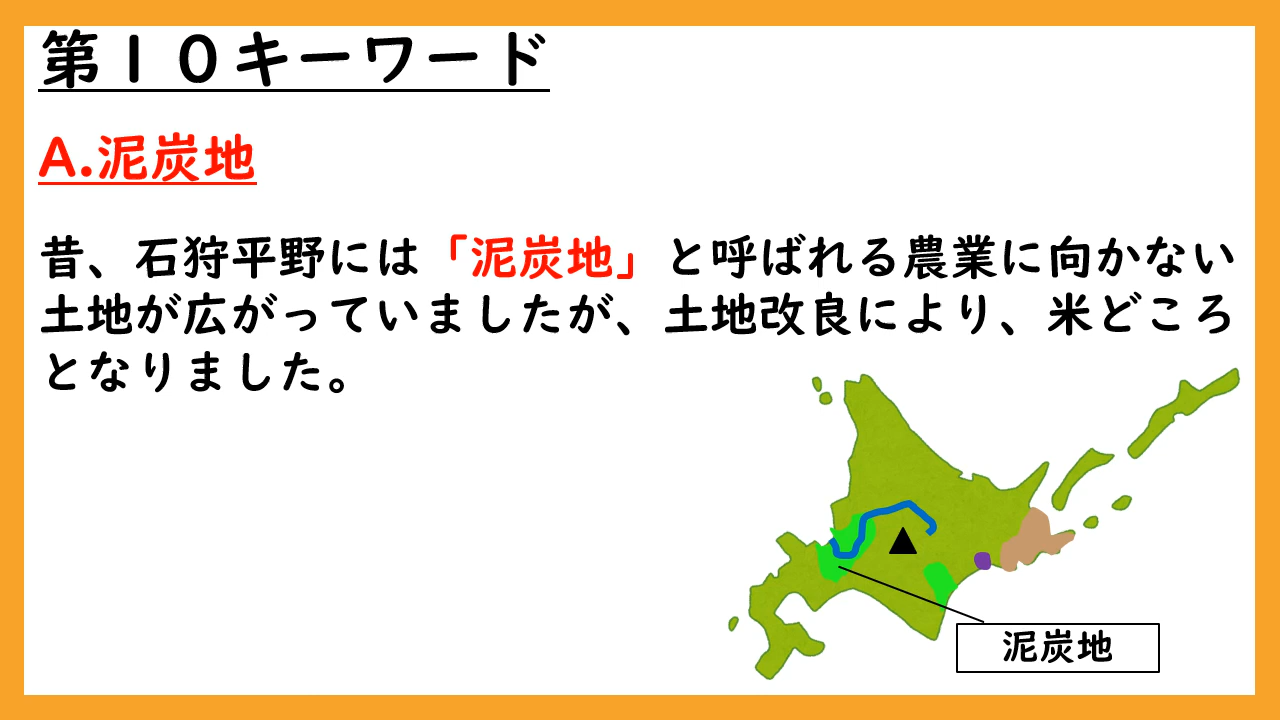 第１０キーワード
A.泥炭地
昔、石狩平野には「泥炭地」と呼ばれる農業に向かない
土地が広がっていましたが、土地改良により、米どころ
となりました。
泥炭地